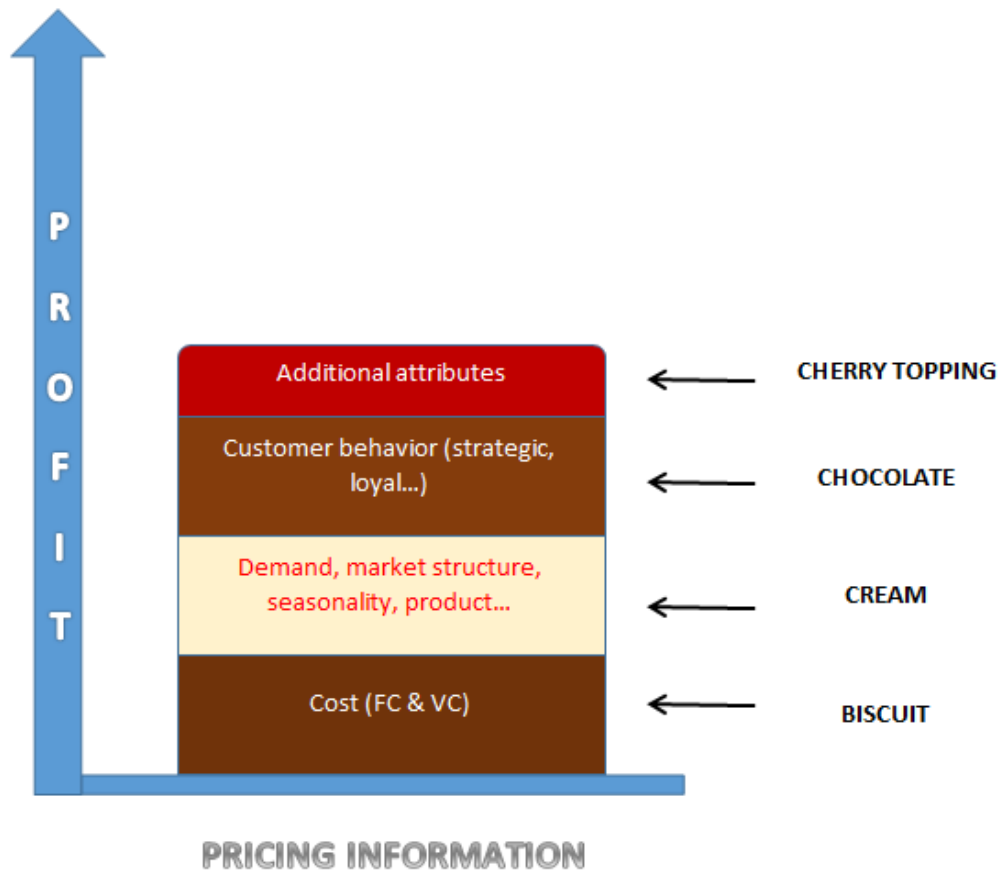 PROFIT
Additional attributes
CHERRY TOPPING
Customer behavior (strategic,
loyal...)
CHOCOLATE
Demand, market structure,
seasonality, product...
CREAM
Cost (FC & VC)
BISCUIT
PRICING INFORMATION